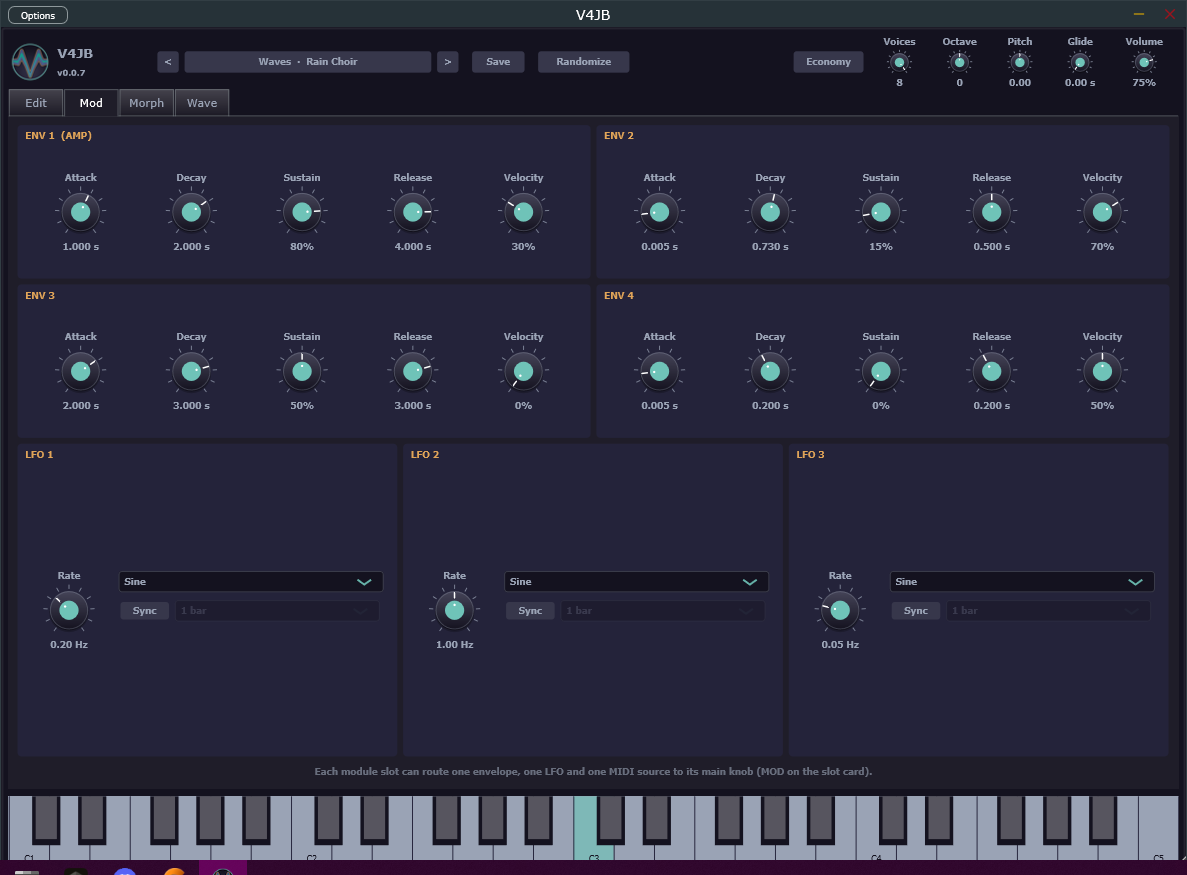 Options
V4JB
V4JB
v0.0.7
<
Waves · Rain Choir
>
Save
Randomize
Economy
Voices Octave Pitch Glide Volume
8 0 0.00 0.00 s 75%
Edit Mod Morph Wave
ENV 1 (AMP)
Attack Decay Sustain Release Velocity
1.000 s 2.000 s 80% 4.000 s 30%
ENV 2
Attack Decay Sustain Release Velocity
0.005 s 0.730 s 15% 0.500 s 70%
ENV 3
Attack Decay Sustain Release Velocity
2.000 s 3.000 s 50% 3.000 s 0%
ENV 4
Attack Decay Sustain Release Velocity
0.005 s 0.200 s 0% 0.200 s 50%
LFO 1
Rate
Sine
Sync 1 bar
0.20 Hz
LFO 2
Rate
Sine
Sync 1 bar
1.00 Hz
LFO 3
Rate
Sine
Sync 1 bar
0.05 Hz
Each module slot can route one envelope, one LFO and one MIDI source to its main knob (MOD on the slot card).
C1 C2 C3 C4 C5